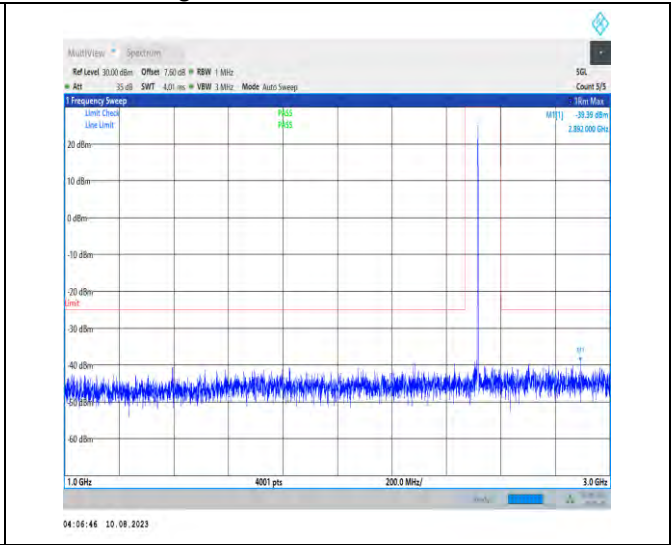 MultiView Spectrum
Ref Level 30.00 dBm Offset 7.60 dB RBW 1 MHz SGL
Att 35 dB SWT 4.01 ms VBW 3 MHz Mode Auto Sweep Count 5/5
1 Frequency Sweep 1Rm Max
Limit Check PASS M1[1] -39.39 dBm
Line Limit PASS 2.892 000 GHz
20 dBm
10 dBm
0 dBm
-10 dBm
-20 dBm
Limit
-30 dBm
-40 dBm
-50 dBm
-60 dBm
1.0 GHz 4001 pts 200.0 MHz/ 3.0 GHz
04:06:46 10.08.2023